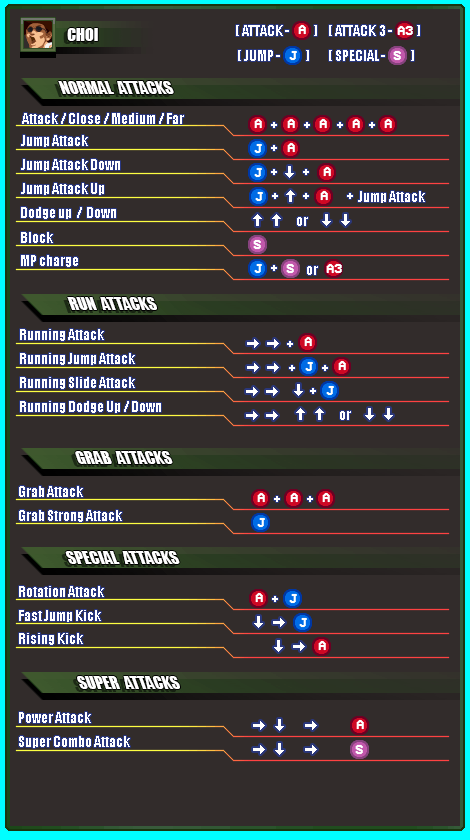 CHOI
[ ATTACK - A ] [ ATTACK 3 - A3 ]
[ JUMP - J ] [ SPECIAL - S ]
NORMAL ATTACKS
Attack / Close / Medium / Far A + A + A + A + A
Jump Attack J + A
Jump Attack Down J + ↓ + A
Jump Attack Up J + ↑ + A + Jump Attack
Dodge up / Down ↑ ↑ or ↓ ↓
Block S
MP charge J + S or A3
RUN ATTACKS
Running Attack → → + A
Running Jump Attack → → + J + A
Running Slide Attack → → ↓ + J
Running Dodge Up / Down → → ↑ ↑ or ↓ ↓
GRAB ATTACKS
Grab Attack A + A + A
Grab Strong Attack J
SPECIAL ATTACKS
Rotation Attack A + J
Fast Jump Kick ↓ → J
Rising Kick ↓ → A
SUPER ATTACKS
Power Attack → ↓ → A
Super Combo Attack → ↓ → S